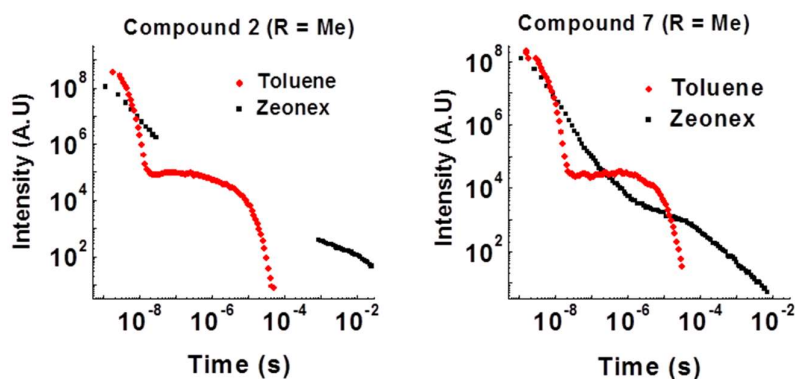 Compound 2 (R = Me)
Intensity (A.U)
10^8
10^6
10^4
10^2
Toluene
Zeonex
10^-8 10^-6 10^-4 10^-2
Time (s)
Compound 7 (R = Me)
Intensity (A.U)
10^8
10^6
10^4
10^2
Toluene
Zeonex
10^-8 10^-6 10^-4 10^-2
Time (s)